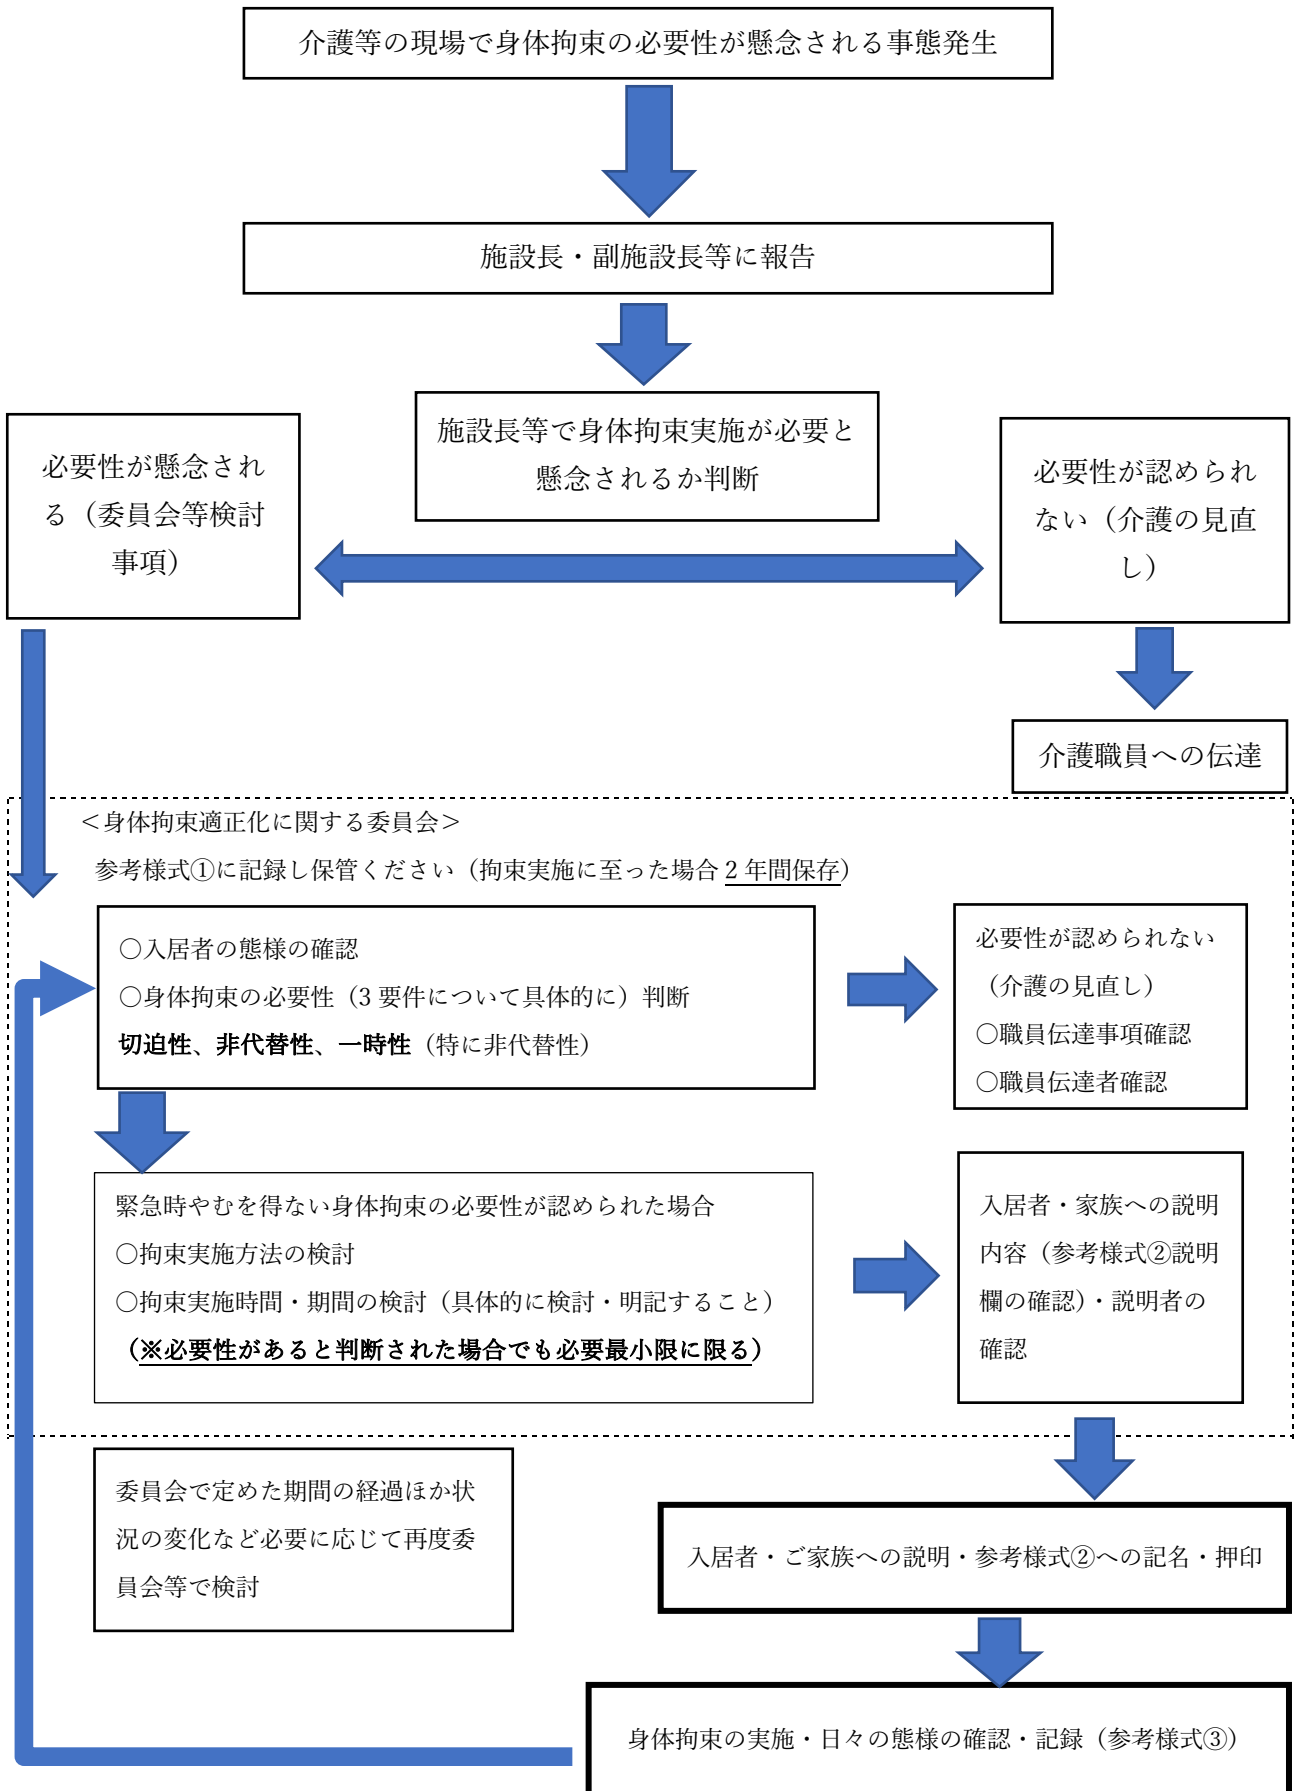 介護等の現場で身体拘束の必要性が懸念される事態発生
施設長・副施設長等に報告
施設長等で身体拘束実施が必要と
懸念されるか判断
必要性が懸念され
る（委員会等検討
事項）
必要性が認められ
ない（介護の見直
し）
介護職員への伝達
＜身体拘束適正化に関する委員会＞
参考様式①に記録し保管ください（拘束実施に至った場合 2 年間保存）
○入居者の態様の確認
○身体拘束の必要性（3 要件について具体的に）判断
切迫性、非代替性、一時性（特に非代替性）
必要性が認められない
（介護の見直し）
○職員伝達事項確認
○職員伝達者確認
緊急時やむを得ない身体拘束の必要性が認められた場合
○拘束実施方法の検討
○拘束実施時間・期間の検討（具体的に検討・明記すること）
（※必要性があると判断された場合でも必要最小限に限る）
入居者・家族への説明
内容（参考様式②説明
欄の確認）・説明者の
確認
委員会で定めた期間の経過ほか状
況の変化など必要に応じて再度委
員会等で検討
入居者・ご家族への説明・参考様式②への記名・押印
身体拘束の実施・日々の態様の確認・記録（参考様式③）